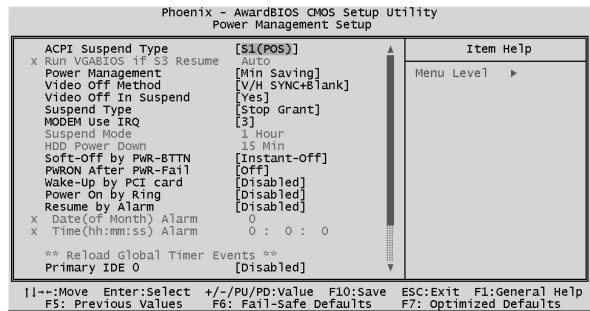 Phoenix - AwardBIOS CMOS Setup Utility
Power Management Setup
ACPI Suspend Type [S1(POS)]
x Run VGABIOS if S3 Resume Auto
Power Management [Min Saving]
Video Off Method [V/H SYNC+Blank]
Video Off In Suspend [Yes]
Suspend Type [Stop Grant]
MODEM Use IRQ [3]
Suspend Mode 1 Hour
HDD Power Down 15 Min
Soft-Off by PWR-BTTN [Instant-Off]
PWRON After PWR-Fail [Off]
Wake-Up by PCI card [Disabled]
Power On by Ring [Disabled]
Resume by Alarm [Disabled]
x Date(of Month) Alarm 0
x Time(hh:mm:ss) Alarm 0 : 0 : 0
** Reload Global Timer Events **
Primary IDE 0 [Disabled]
Item Help
Menu Level ▶
↑↓→←:Move Enter:Select +/-/PU/PD:Value F10:Save ESC:Exit F1:General Help
F5: Previous Values F6: Fail-Safe Defaults F7: Optimized Defaults